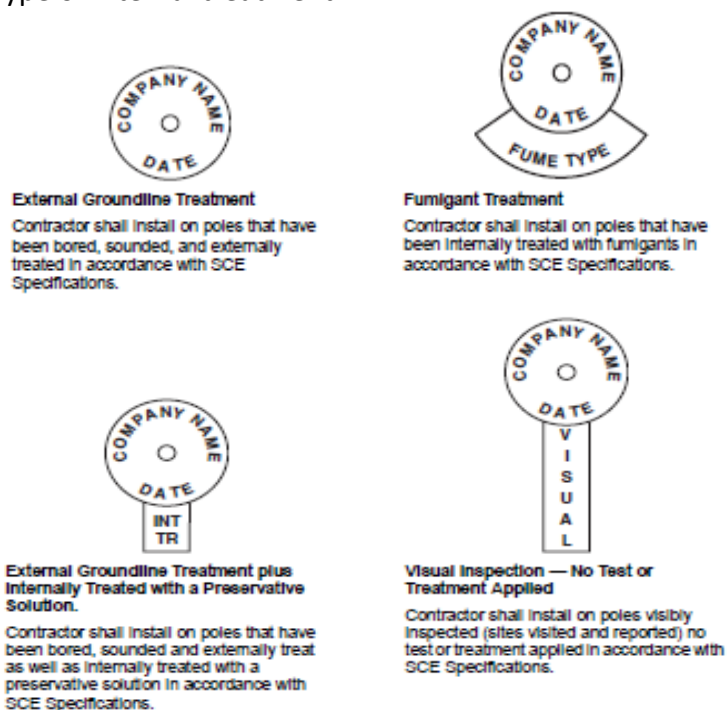 COMPANY NAME
DATE
External Groundline Treatment
Contractor shall install on poles that have
been bored, sounded, and externally
treated in accordance with SCE
Specifications.
COMPANY NAME
DATE
FUME TYPE
Fumigant Treatment
Contractor shall install on poles that have
been internally treated with fumigants in
accordance with SCE Specifications.
COMPANY NAME
DATE
INT
TR
External Groundline Treatment plus
Internally Treated with a Preservative
Solution.
Contractor shall install on poles that have
been bored, sounded and externally treat
as well as internally treated with a
preservative solution in accordance with
SCE Specifications.
COMPANY NAME
DATE
V
I
S
U
A
L
Visual Inspection — No Test or
Treatment Applied
Contractor shall install on poles visibly
inspected (sites visited and reported) no
test or treatment applied in accordance with
SCE Specifications.